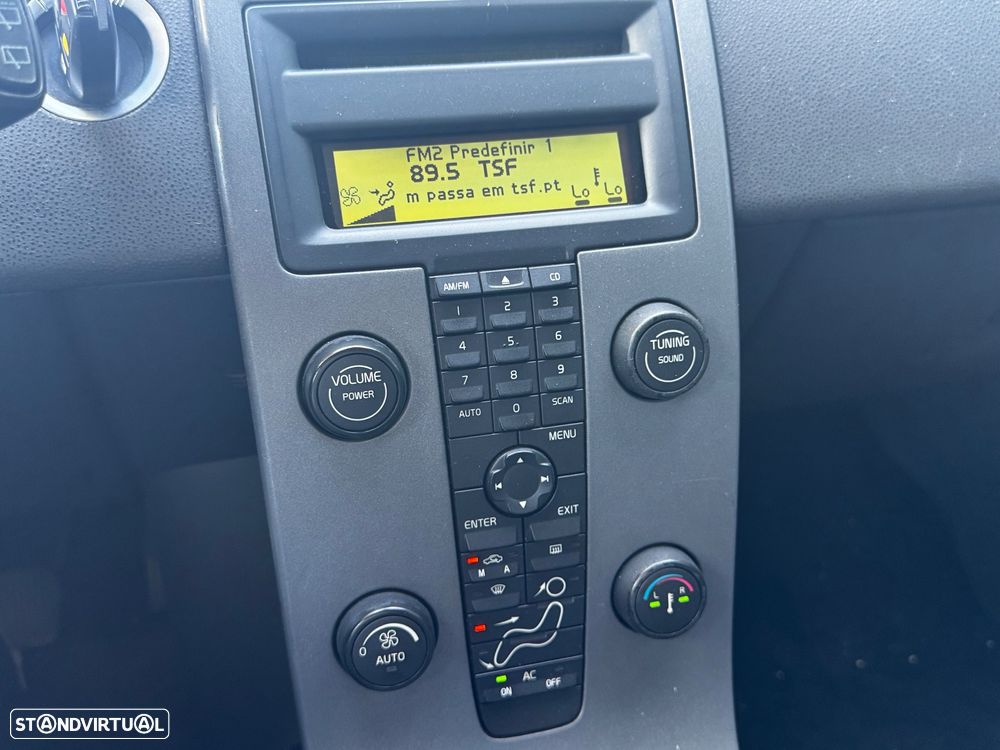 FM2 Predefinir 1
89.5 TSF
m passa em tsf.pt
Lo Lo
AM/FM CD
1 2 3
4 -5- 6
7 8 9
AUTO 0 SCAN
MENU
ENTER EXIT
M A
AC
ON OFF
VOLUME
POWER
TUNING
SOUND
0 AUTO
L R
STANDVIRTUAL